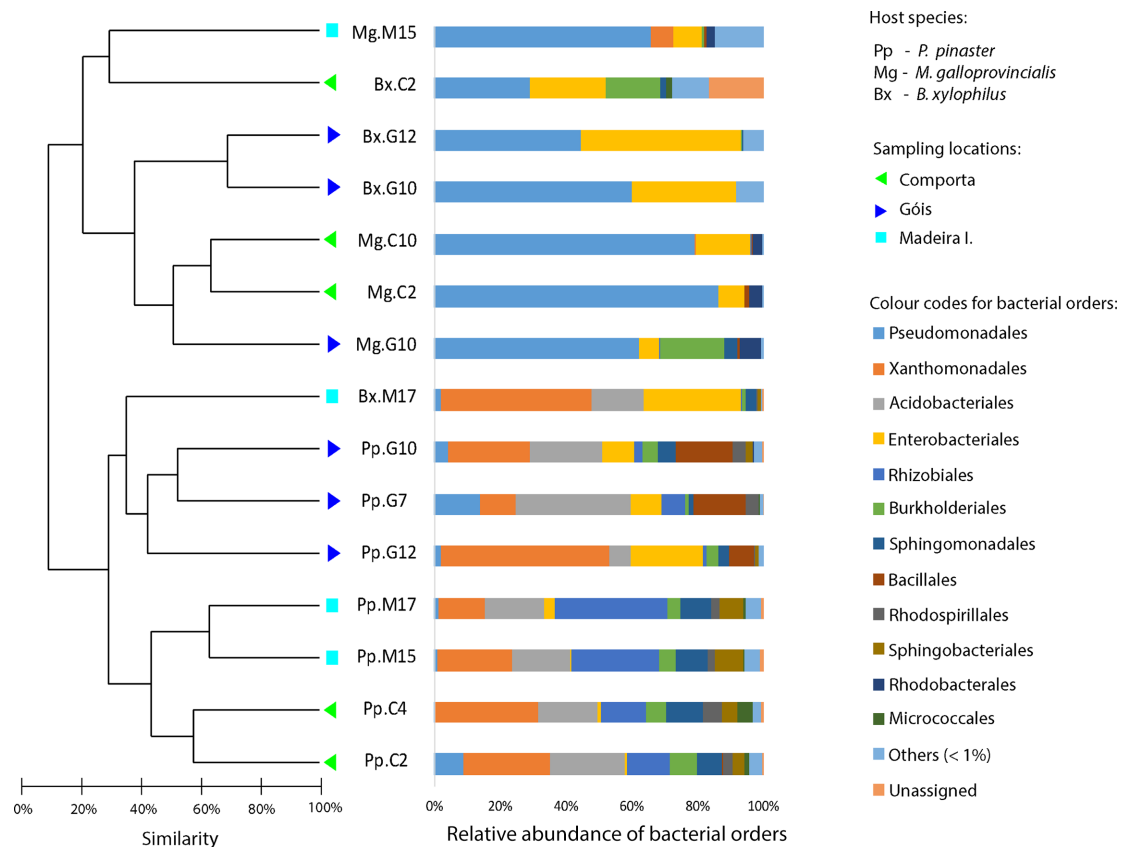 Mg.M15
Bx.C2
Bx.G12
Bx.G10
Mg.C10
Mg.C2
Mg.G10
Bx.M17
Pp.G10
Pp.G7
Pp.G12
Pp.M17
Pp.M15
Pp.C4
Pp.C2
0% 20% 40% 60% 80% 100%
Similarity
0% 20% 40% 60% 80% 100%
Relative abundance of bacterial orders
Host species:
Pp - P. pinaster
Mg - M. galloprovincialis
Bx - B. xylophilus
Sampling locations:
Comporta
Góis
Madeira I.
Colour codes for bacterial orders:
Pseudomonadales
Xanthomonadales
Acidobacteriales
Enterobacteriales
Rhizobiales
Burkholderiales
Sphingomonadales
Bacillales
Rhodospirillales
Sphingobacteriales
Rhodobacterales
Micrococcales
Others (< 1%)
Unassigned